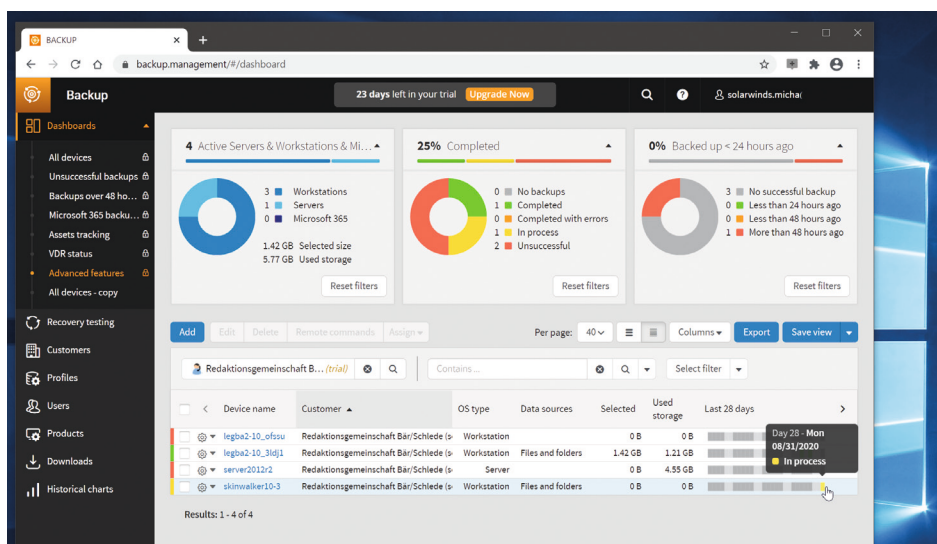 BACKUP
backup.management/#/dashboard
Backup
23 days left in your trial Upgrade Now
solarwinds.micha
Dashboards
All devices
Unsuccessful backups
Backups over 48 ho...
Microsoft 365 backu...
Assets tracking
VDR status
Advanced features
All devices - copy
Recovery testing
Customers
Profiles
Users
Products
Downloads
Historical charts
4 Active Servers & Workstations & Mi...
3 Workstations
1 Servers
0 Microsoft 365
1.42 GB Selected size
5.77 GB Used storage
Reset filters
25% Completed
0 No backups
1 Completed
0 Completed with errors
1 In process
2 Unsuccessful
Reset filters
0% Backed up < 24 hours ago
3 No successful backup
0 Less than 24 hours ago
0 Less than 48 hours ago
1 More than 48 hours ago
Reset filters
Add Edit Delete Remote commands Assign Per page: 40 Columns Export Save view
Redaktionsgemeinschaft B... (trial) Contains ... Select filter
Device name Customer OS type Data sources Selected Used storage Last 28 days
legba2-10_ofssu Redaktionsgemeinschaft Bär/Schlede (s Workstation 0 B 0 B
legba2-10_3ldj1 Redaktionsgemeinschaft Bär/Schlede (s Workstation Files and folders 1.42 GB 1.21 GB
server2012r2 Redaktionsgemeinschaft Bär/Schlede (s Server 0 B 4.55 GB
skinwalker10-3 Redaktionsgemeinschaft Bär/Schlede (s Workstation Files and folders 0 B 0 B
Day 28 - Mon
08/31/2020
In process
Results: 1 - 4 of 4